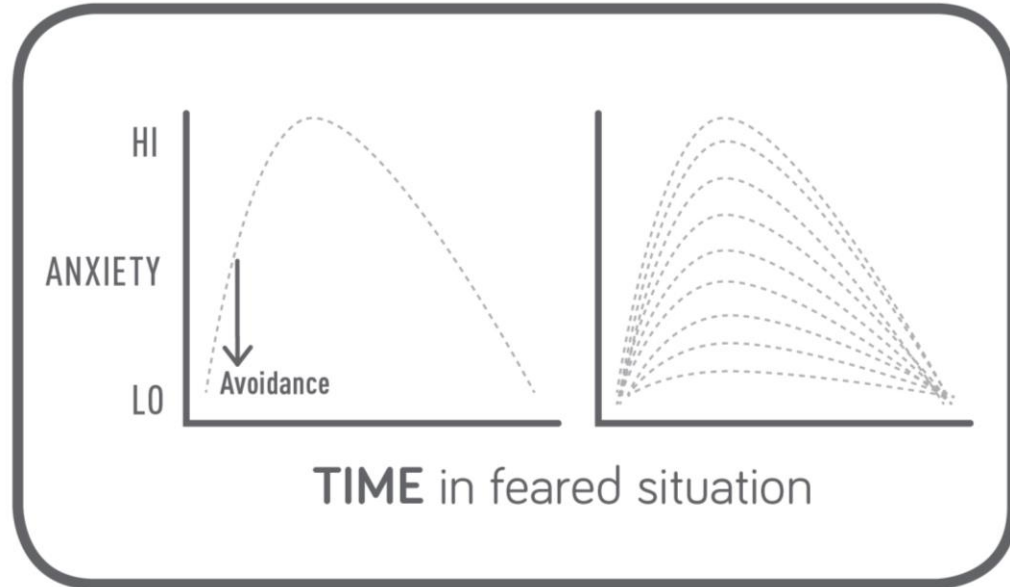 HI
ANXIETY
Avoidance
LO
TIME in feared situation